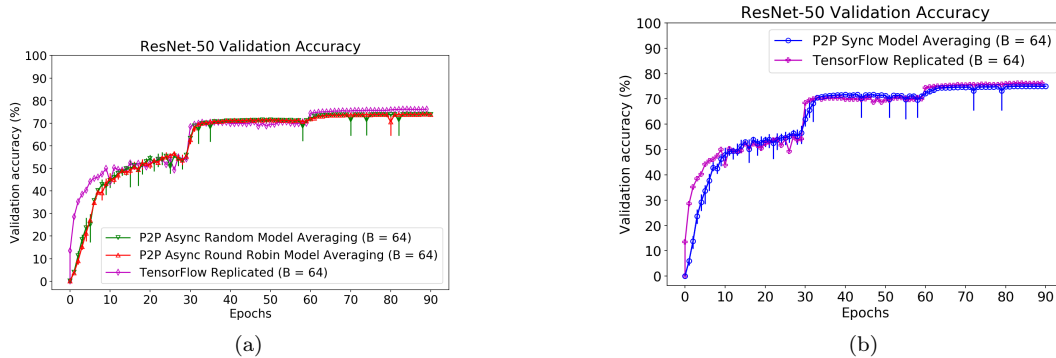 ResNet-50 Validation Accuracy
Validation Accuracy (%)
100
90
80
70
60
50
40
30
20
10
0
P2P Async Random Model Averaging (B = 64)
P2P Async Round Robin Model Averaging (B = 64)
TensorFlow Replicated (B = 64)
0 10 20 30 40 50 60 70 80 90
Epochs
(a)
ResNet-50 Validation Accuracy
Validation accuracy (%)
100
90
80
70
60
50
40
30
20
10
0
P2P Sync Model Averaging (B = 64)
TensorFlow Replicated (B = 64)
0 10 20 30 40 50 60 70 80 90
Epochs
(b)